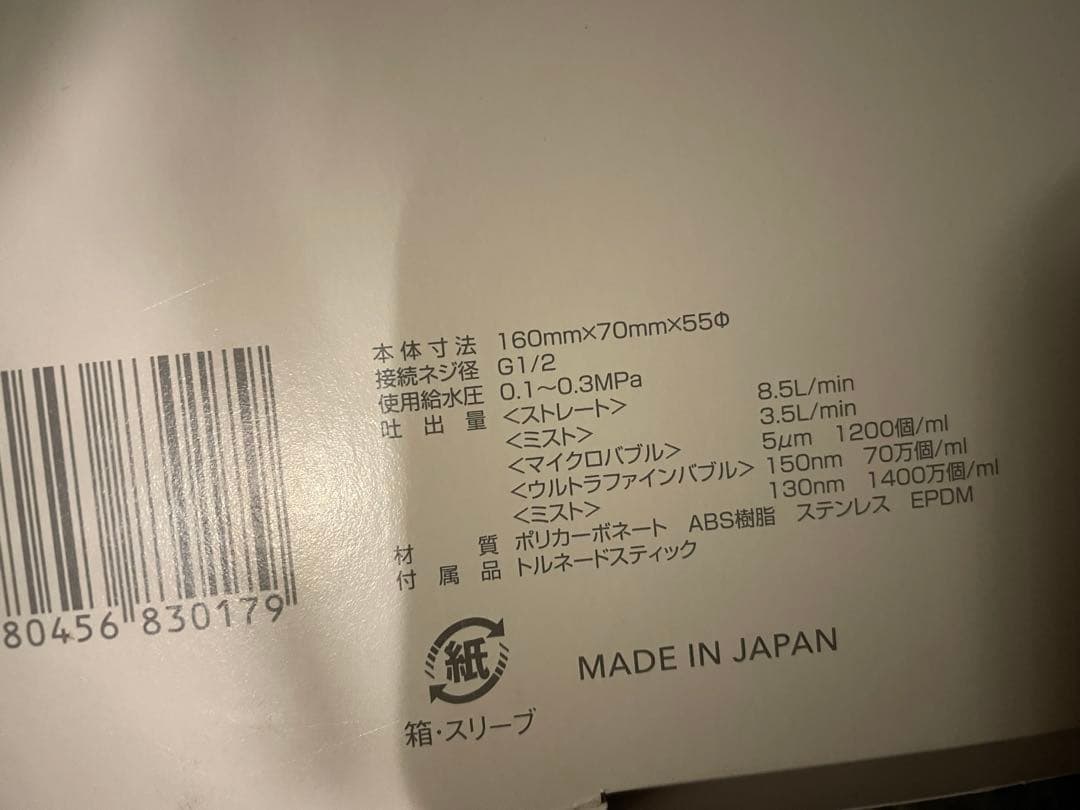 本体寸法 160mm×70mm×55Φ
接続ネジ径 G1/2
使用給水圧 0.1～0.3MPa
吐出量 <ストレート> 8.5L/min
<ミスト> 3.5L/min
<マイクロバブル> 5μm 1200個/ml
<ウルトラファインバブル> 150nm 70万個/ml
<ミスト> 130nm 1400万個/ml
材質 ポリカーボネート ABS樹脂 ステンレス EPDM
付属品 トルネードスティック
80456 830179
紙
箱・スリーブ
MADE IN JAPAN